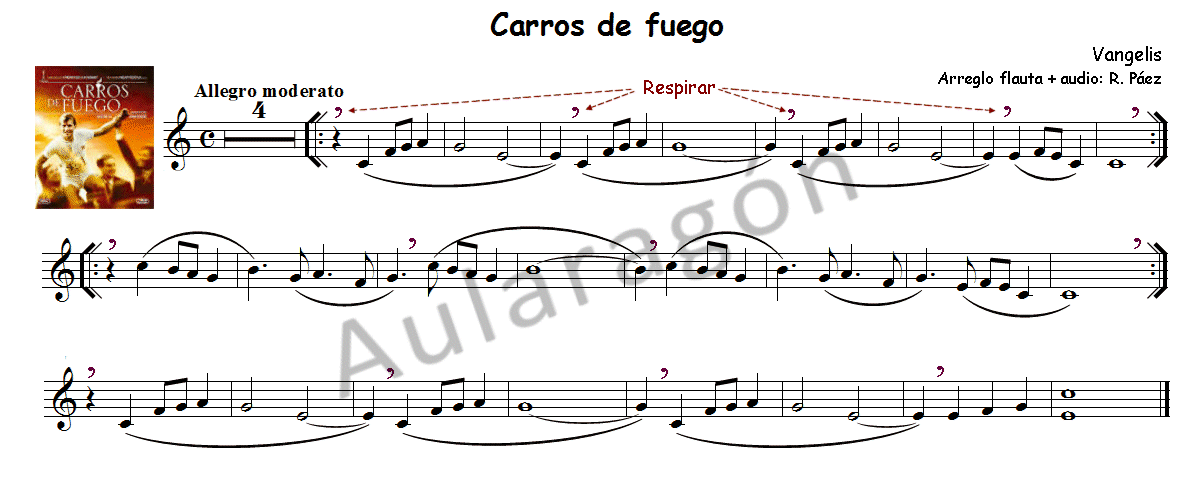 Carros de fuego
Vangelis
Arreglo flauta + audio: R. Páez
CARROS
DE FUEGO
Allegro moderato
4
Respirar
Aularagón